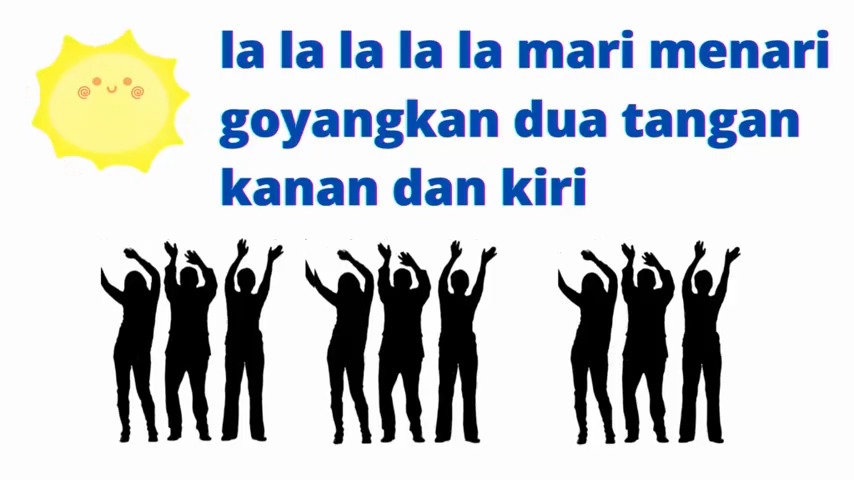 la la la la la mari menari
goyangkan dua tangan
kanan dan kiri